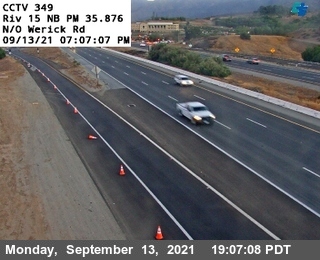 CCTV 349
Riv 15 NB PM 35.876
N/O Werick Rd
09/13/21 07:07:07 PM
Monday, September 13, 2021 19:07:08 PDT